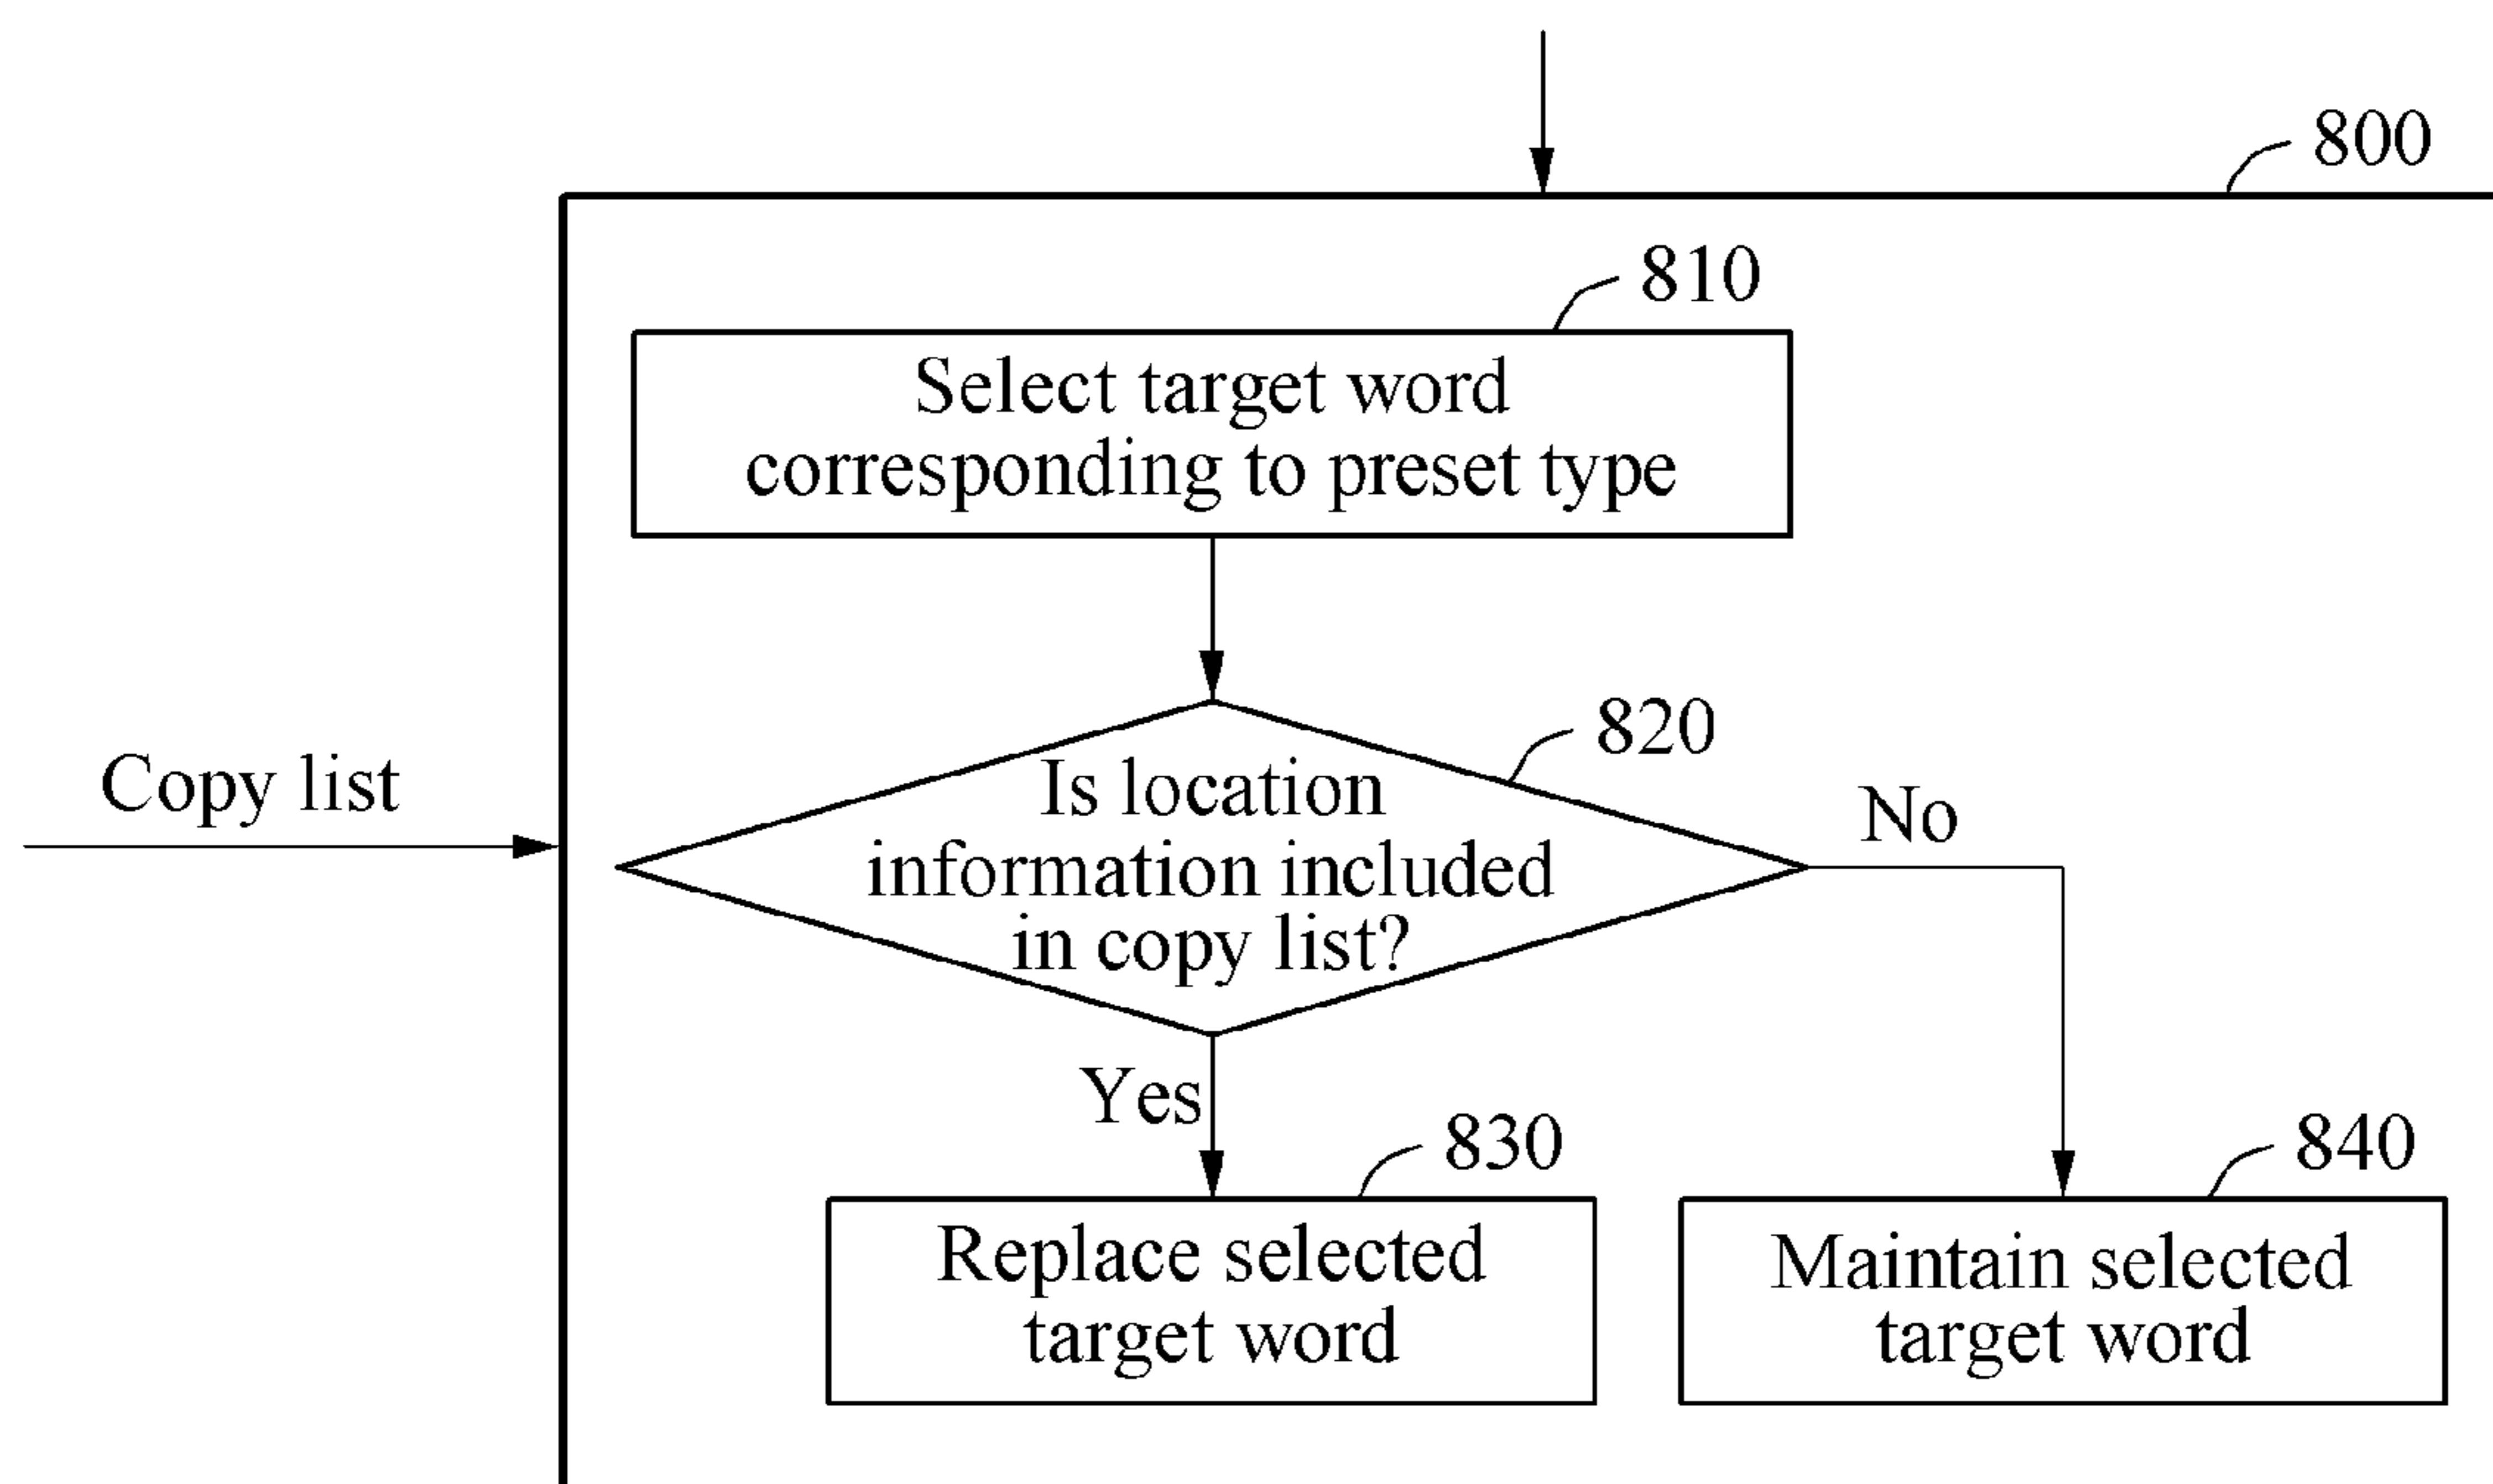 800
810
Select target word
corresponding to preset type
820
Copy list
Is location
information included
in copy list?
No
Yes
830
840
Replace selected
target word
Maintain selected
target word